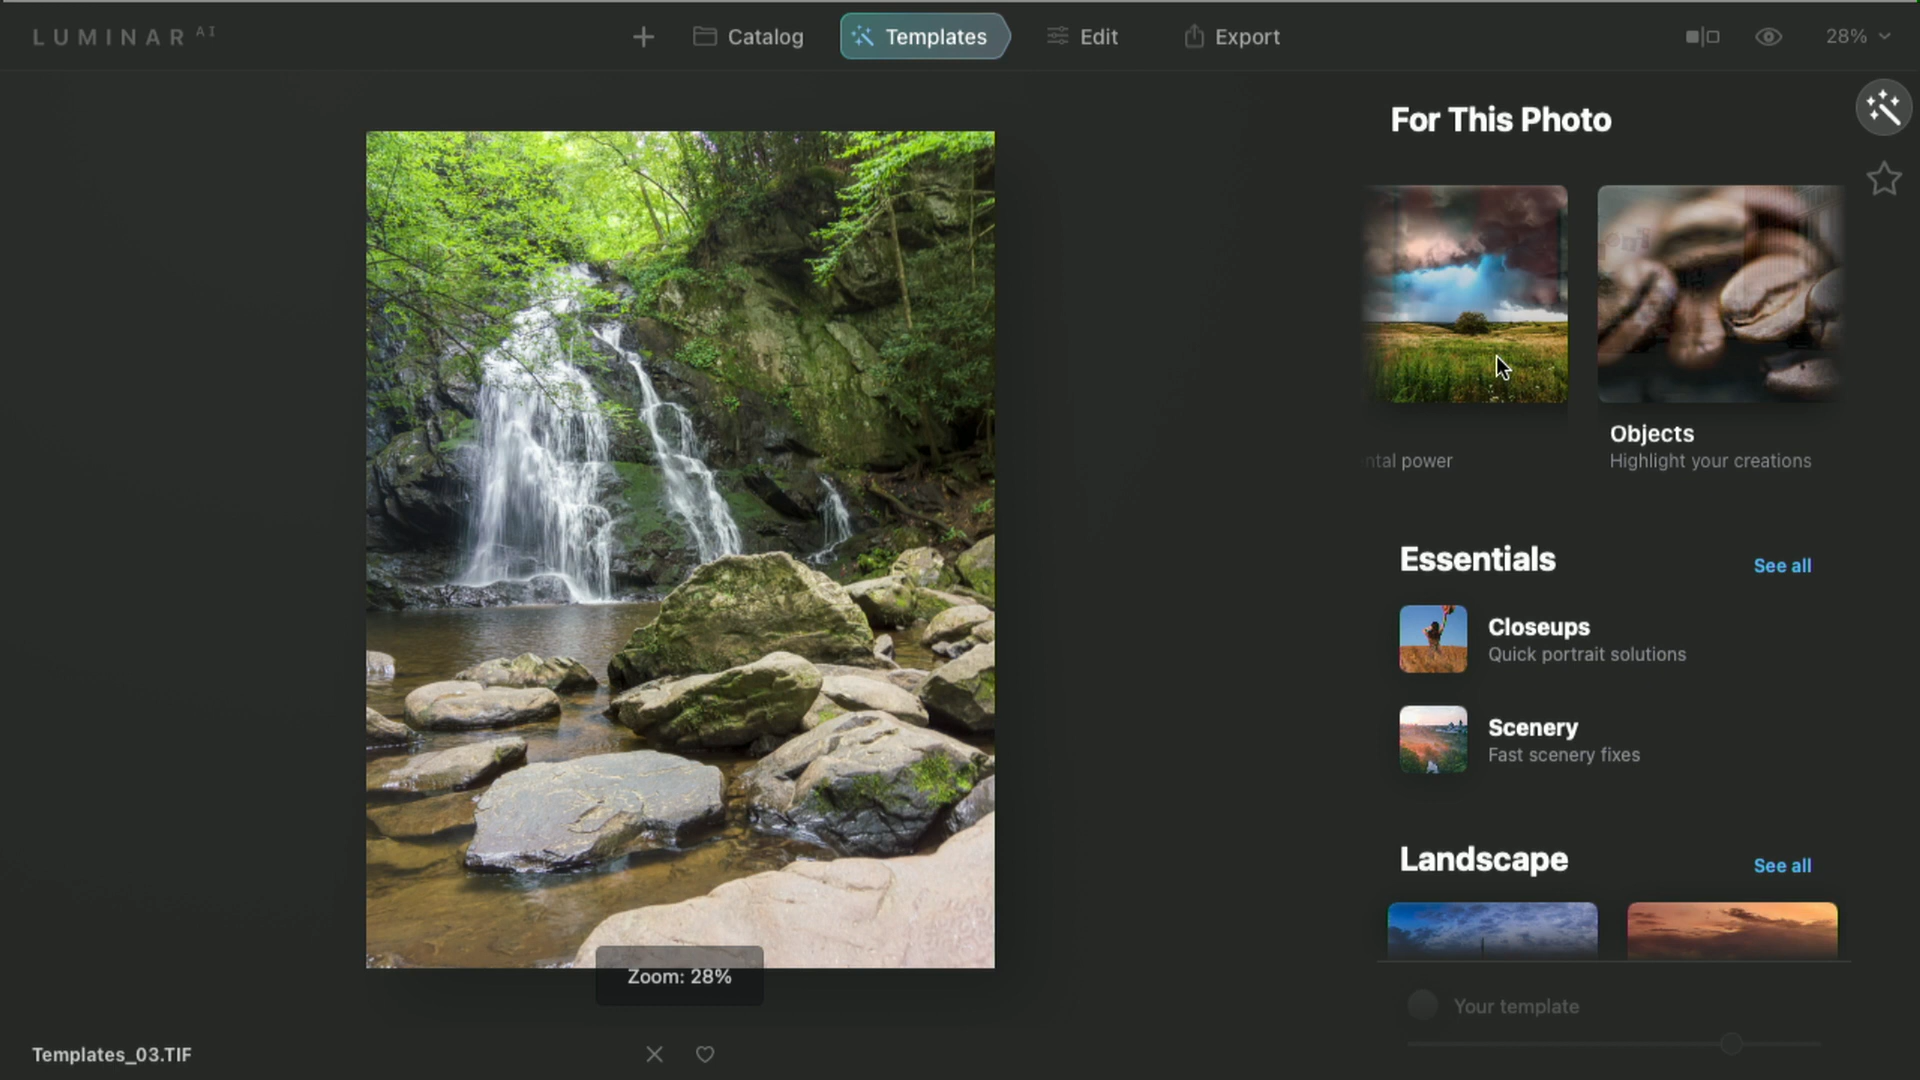 LUMINAR AI
Catalog
Templates
Edit
Export
28%
For This Photo
power
Objects
Highlight your creations
Essentials
See all
Closeups
Quick portrait solutions
Scenery
Fast scenery fixes
Landscape
See all
Zoom: 28%
Your template
Templates_03.TIF